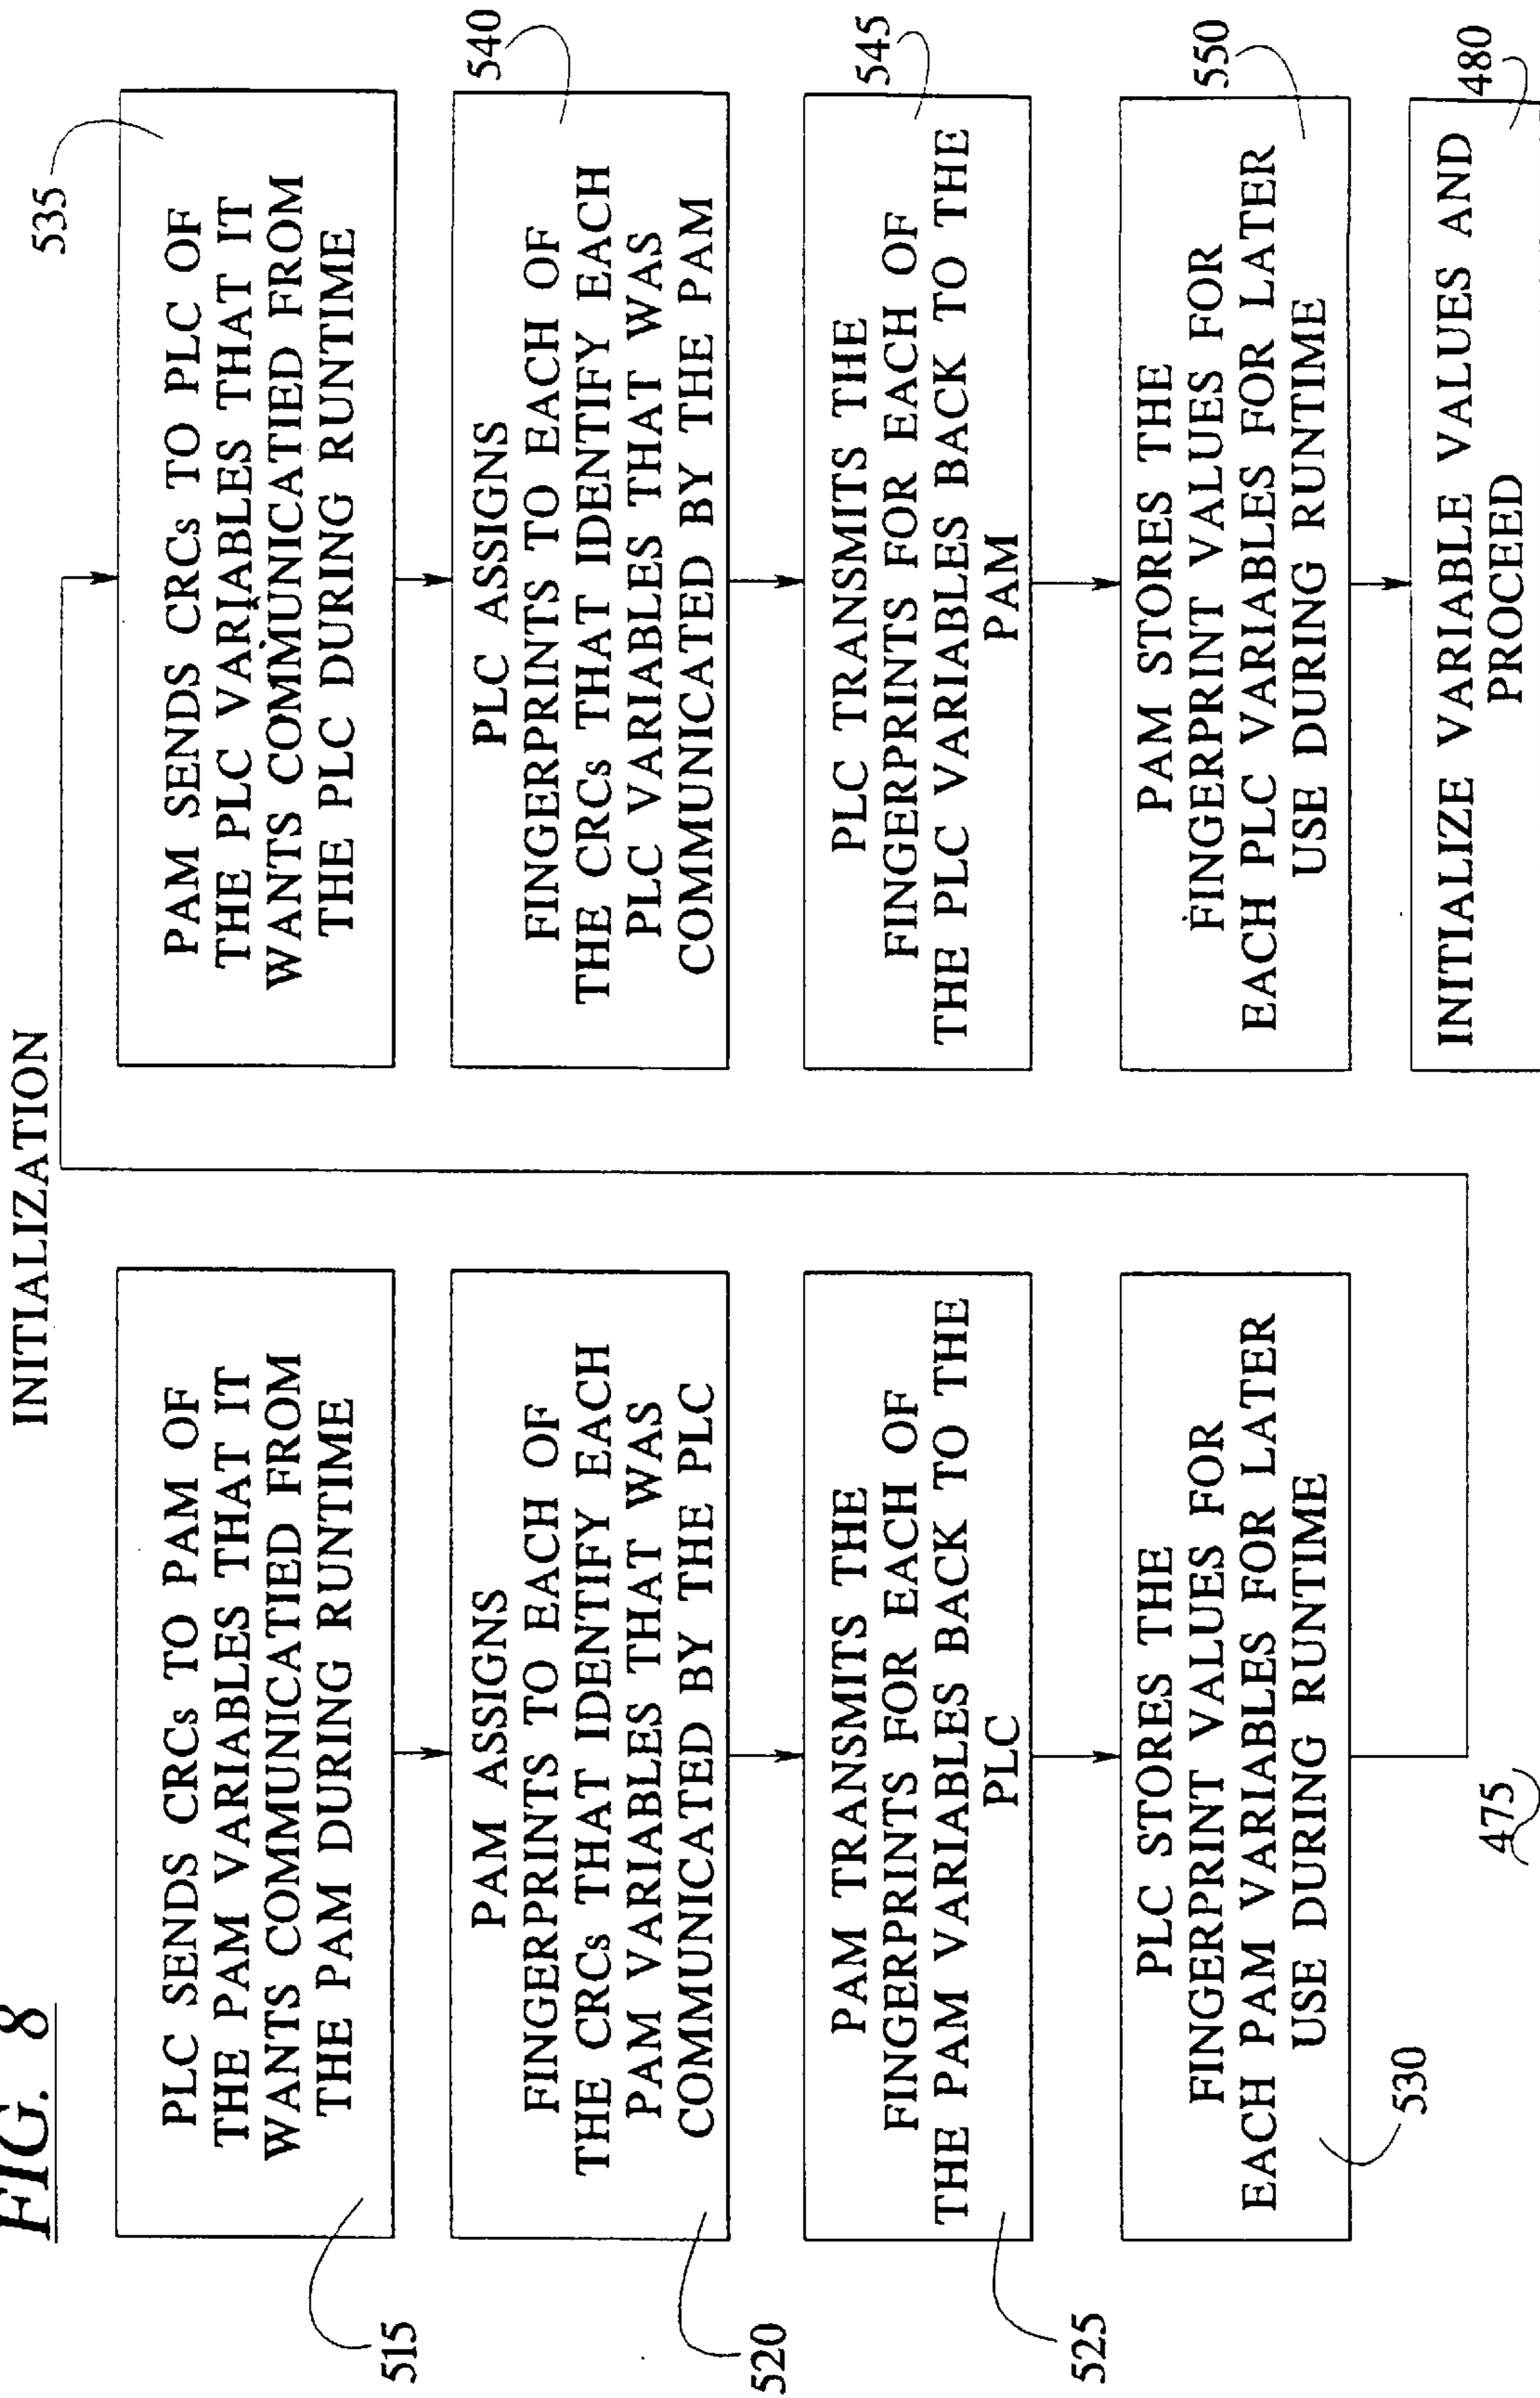 FIG. 8
INITIALIZATION
PLC SENDS CRCs TO PAM OF
THE PAM VARIABLES THAT IT
WANTS COMMUNICATIED FROM
THE PAM DURING RUNTIME
515
PAM ASSIGNS
FINGERPRINTS TO EACH OF
THE CRCs THAT IDENTIFY EACH
PAM VARIABLES THAT WAS
COMMUNICATED BY THE PLC
520
PAM TRANSMITS THE
FINGERPRINTS FOR EACH OF
THE PAM VARIABLES BACK TO THE
PLC
525
PLC STORES THE
FINGERPRINT VALUES FOR
EACH PAM VARIABLES FOR LATER
USE DURING RUNTIME
530
475
535
PAM SENDS CRCs TO PLC OF
THE PLC VARIABLES THAT IT
WANTS COMMUNICATIED FROM
THE PLC DURING RUNTIME
540
PLC ASSIGNS
FINGERPRINTS TO EACH OF
THE CRCs THAT IDENTIFY EACH
PLC VARIABLES THAT WAS
COMMUNICATED BY THE PAM
545
PLC TRANSMITS THE
FINGERPRINTS FOR EACH OF
THE PLC VARIABLES BACK TO THE
PAM
550
PAM STORES THE
FINGERPRINT VALUES FOR
EACH PLC VARIABLES FOR LATER
USE DURING RUNTIME
480
INITIALIZE VARIABLE VALUES AND
PROCEED